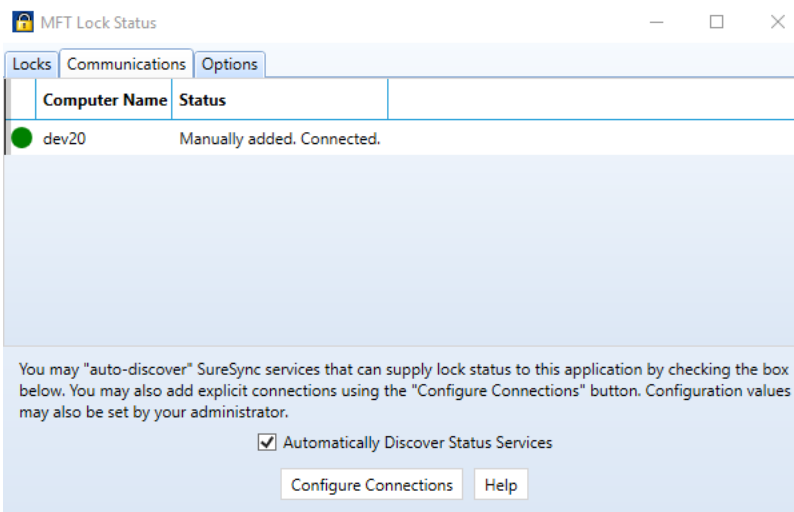 MFT Lock Status
Locks Communications Options
Computer Name Status
dev20 Manually added. Connected.
You may "auto-discover" SureSync services that can supply lock status to this application by checking the box
below. You may also add explicit connections using the "Configure Connections" button. Configuration values
may also be set by your administrator.
Automatically Discover Status Services
Configure Connections Help